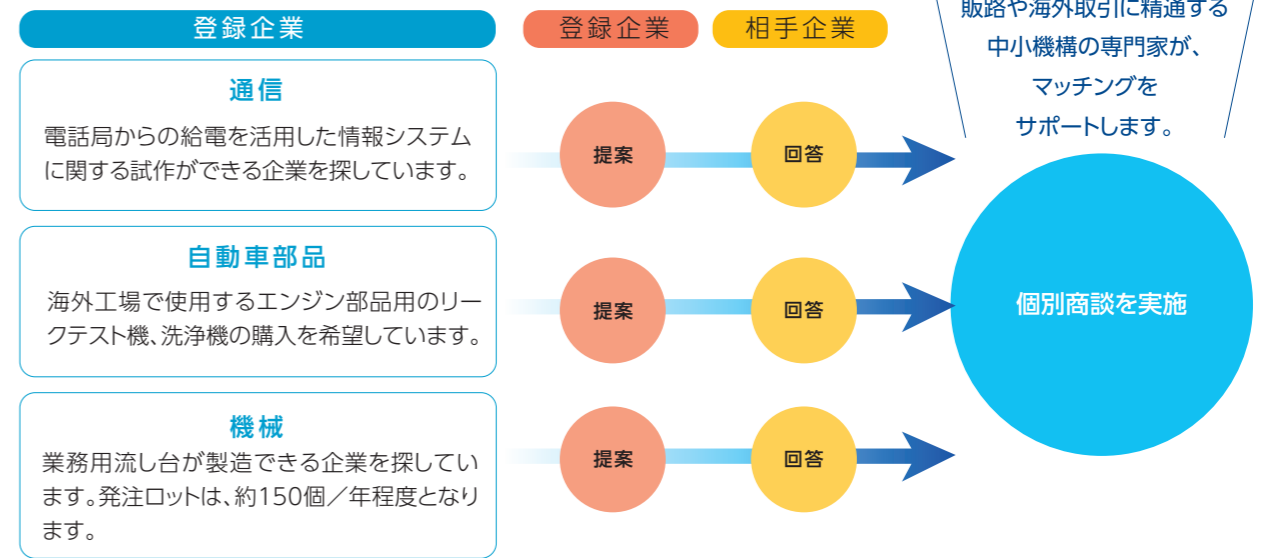 登録企業
登録企業
相手企業
販路や海外取引に精通する
中小機構の専門家が、
マッチングを
サポートします。
通信
電話局からの給電を活用した情報システム
に関する試作ができる企業を探しています。
提案
回答
自動車部品
海外工場で使用するエンジン部品用のリー
クテスト機、洗浄機の購入を希望しています。
提案
回答
個別商談を実施
機械
業務用流し台が製造できる企業を探してい
ます。発注ロットは、約150個／年程度となり
ます。
提案
回答